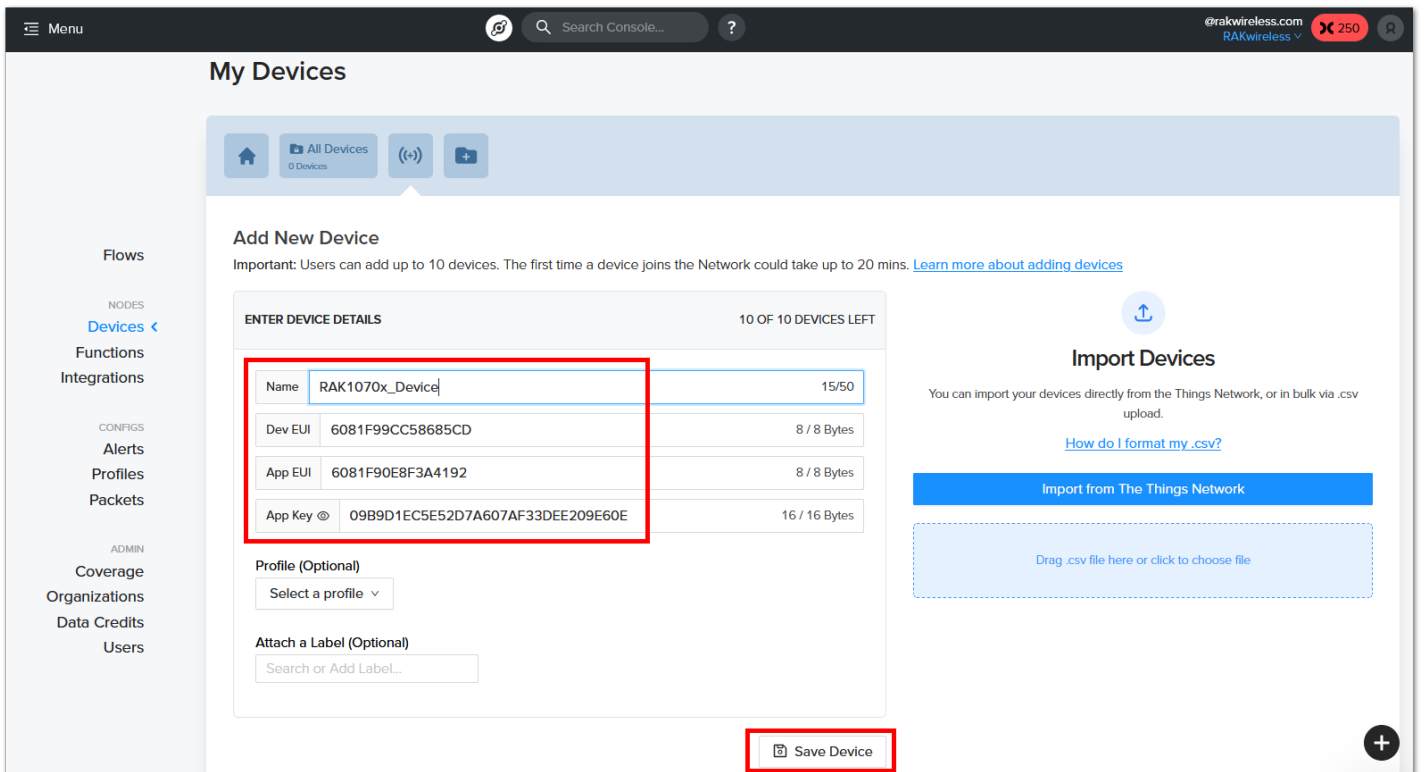 Menu
Search Console...
?
@rakwireless.com
RAKwireless
250
My Devices
All Devices
0 Devices
Flows
NODES
Devices
Functions
Integrations
CONFIGS
Alerts
Profiles
Packets
ADMIN
Coverage
Organizations
Data Credits
Users
Add New Device
Important: Users can add up to 10 devices. The first time a device joins the Network could take up to 20 mins. Learn more about adding devices
ENTER DEVICE DETAILS
10 OF 10 DEVICES LEFT
Name RAK1070x_Device 15/50
Dev EUI 6081F99CC58685CD 8 / 8 Bytes
App EUI 6081F90E8F3A4192 8 / 8 Bytes
App Key 09B9D1EC5E52D7A607AF33DEE209E60E 16 / 16 Bytes
Profile (Optional)
Select a profile
Attach a Label (Optional)
Search or Add Label...
Save Device
Import Devices
You can import your devices directly from the Things Network, or in bulk via .csv
upload.
How do I format my .csv?
Import from The Things Network
Drag .csv file here or click to choose file